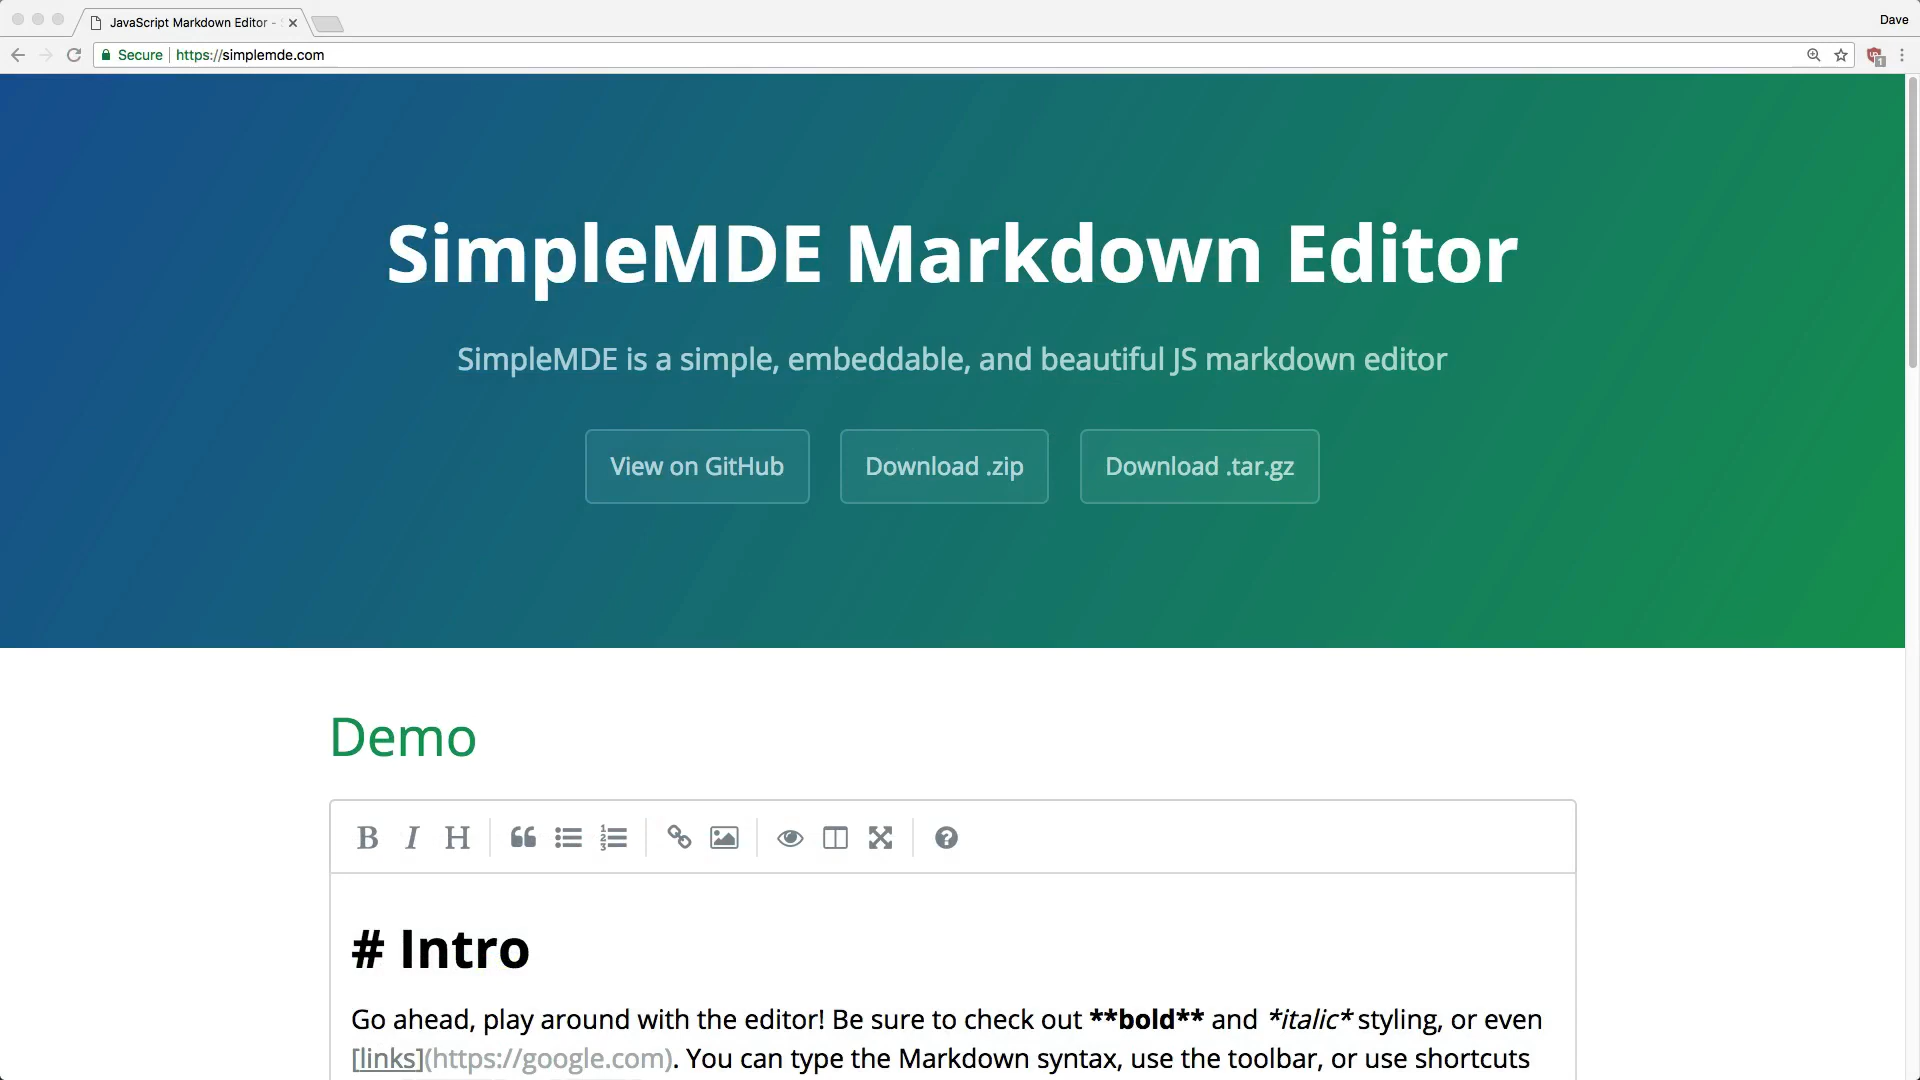 JavaScript Markdown Editor -
Dave
Secure https://simplemde.com
1
SimpleMDE Markdown Editor
SimpleMDE is a simple, embeddable, and beautiful JS markdown editor
View on GitHub Download .zip Download .tar.gz
Demo
B I H
# Intro
Go ahead, play around with the editor! Be sure to check out **bold** and *italic* styling, or even
[links](https://google.com). You can type the Markdown syntax, use the toolbar, or use shortcuts